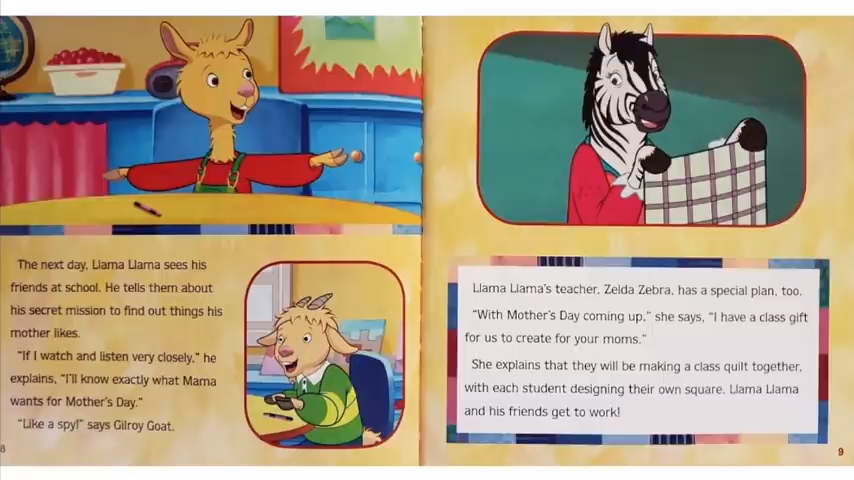 The next day, Llama Llama sees his
friends at school. He tells them about
his secret mission to find out things his
mother likes.
"If I watch and listen very closely," he
explains, "I'll know exactly what Mama
wants for Mother's Day."
"Like a spy!" says Gilroy Goat.
8
Llama Llama's teacher, Zelda Zebra, has a special plan, too.
"With Mother's Day coming up," she says, "I have a class gift
for us to create for your moms."
She explains that they will be making a class quilt together,
with each student designing their own square. Llama Llama
and his friends get to work!
9